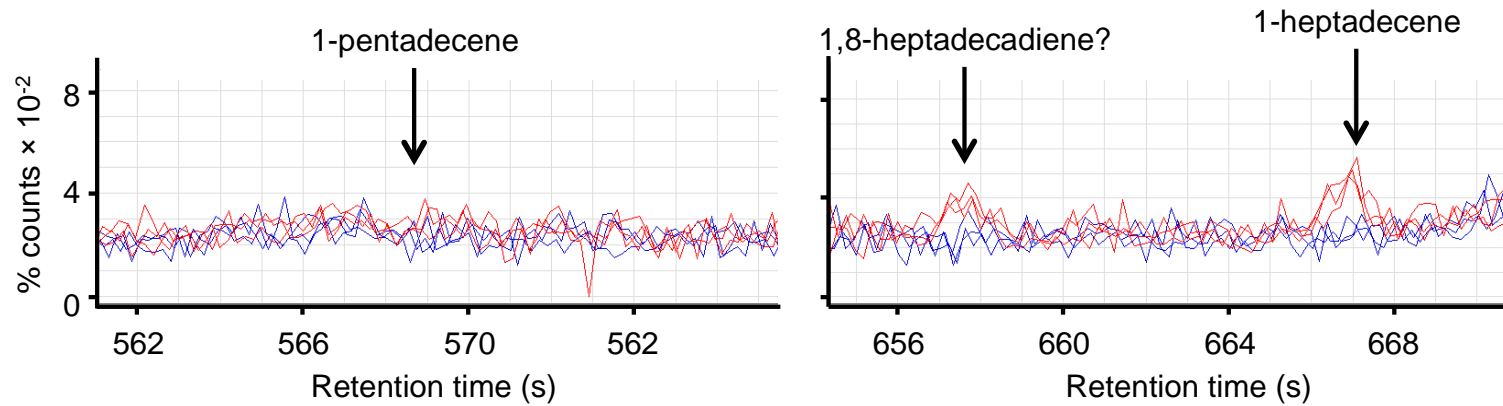 1-pentadecene
% counts × 10-2
8
4
0
562 566 570 562
Retention time (s)
1,8-heptadecadiene?
1-heptadecene
656 660 664 668
Retention time (s)